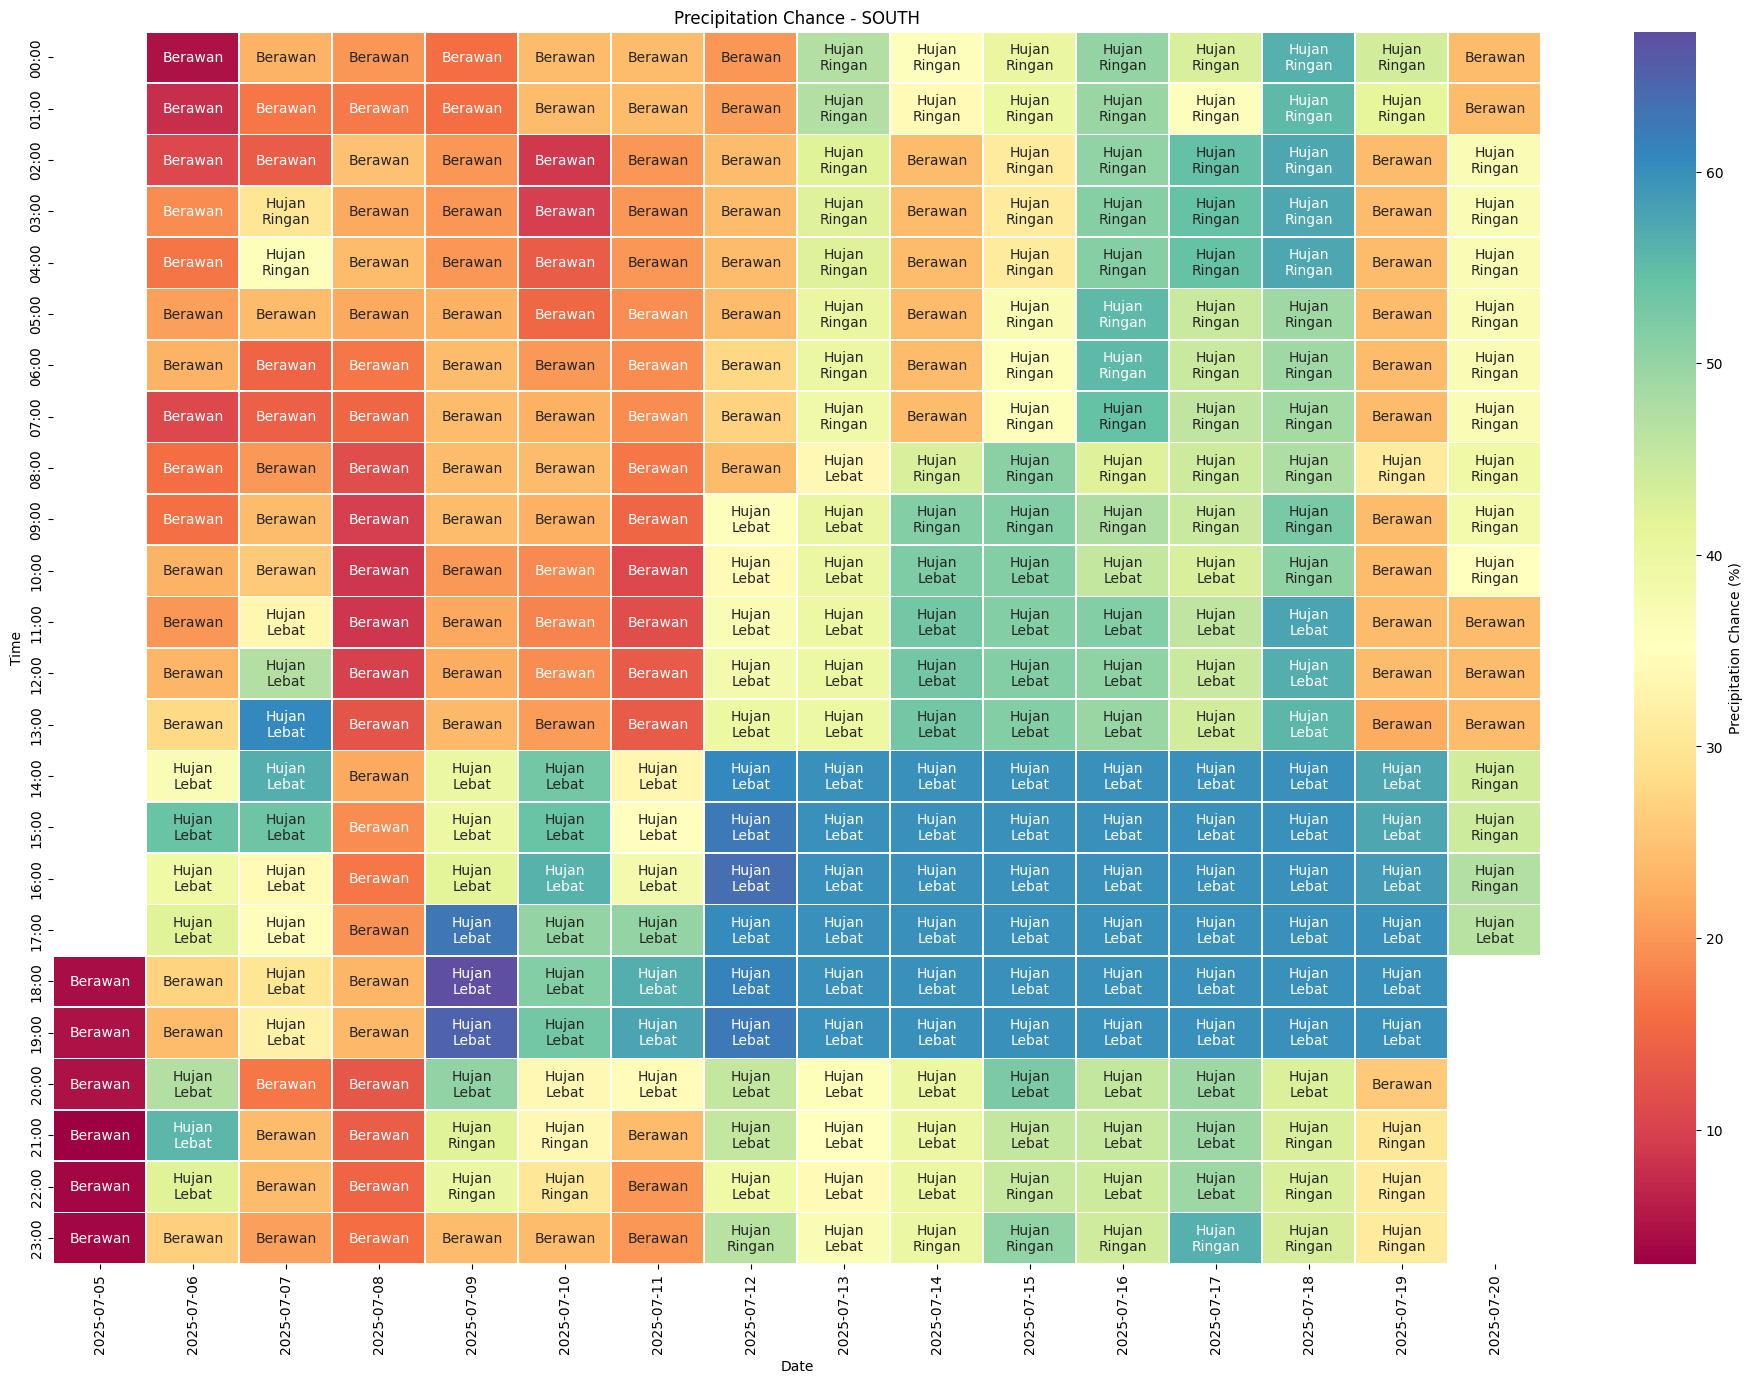 Precipitation Chance - SOUTH
00:00 Berawan Berawan Berawan Berawan Berawan Berawan Berawan Hujan Ringan Hujan Ringan Hujan Ringan Hujan Ringan Hujan Ringan Hujan Ringan Hujan Ringan Berawan
01:00 Berawan Berawan Berawan Berawan Berawan Berawan Berawan Hujan Ringan Hujan Ringan Hujan Ringan Hujan Ringan Hujan Ringan Hujan Ringan Hujan Ringan Berawan
02:00 Berawan Berawan Berawan Berawan Berawan Berawan Berawan Hujan Ringan Berawan Hujan Ringan Hujan Ringan Hujan Ringan Hujan Ringan Berawan Hujan Ringan
03:00 Berawan Hujan Ringan Berawan Berawan Berawan Berawan Berawan Hujan Ringan Berawan Hujan Ringan Hujan Ringan Hujan Ringan Hujan Ringan Berawan Hujan Ringan
04:00 Berawan Hujan Ringan Berawan Berawan Berawan Berawan Berawan Hujan Ringan Berawan Hujan Ringan Hujan Ringan Hujan Ringan Hujan Ringan Berawan Hujan Ringan
05:00 Berawan Berawan Berawan Berawan Berawan Berawan Berawan Hujan Ringan Berawan Hujan Ringan Hujan Ringan Hujan Ringan Hujan Ringan Berawan Hujan Ringan
06:00 Berawan Berawan Berawan Berawan Berawan Berawan Berawan Hujan Ringan Berawan Hujan Ringan Hujan Ringan Hujan Ringan Hujan Ringan Berawan Hujan Ringan
07:00 Berawan Berawan Berawan Berawan Berawan Berawan Berawan Hujan Ringan Berawan Hujan Ringan Hujan Ringan Hujan Ringan Hujan Ringan Berawan Hujan Ringan
08:00 Berawan Berawan Berawan Berawan Berawan Berawan Berawan Hujan Lebat Hujan Ringan Hujan Ringan Hujan Ringan Hujan Ringan Hujan Ringan Hujan Ringan Hujan Ringan
09:00 Berawan Berawan Berawan Berawan Berawan Berawan Hujan Lebat Hujan Lebat Hujan Ringan Hujan Ringan Hujan Ringan Hujan Ringan Hujan Ringan Berawan Hujan Ringan
10:00 Berawan Berawan Berawan Berawan Berawan Berawan Hujan Lebat Hujan Lebat Hujan Lebat Hujan Lebat Hujan Lebat Hujan Lebat Hujan Ringan Berawan Hujan Ringan
11:00 Berawan Hujan Lebat Berawan Berawan Berawan Berawan Hujan Lebat Hujan Lebat Hujan Lebat Hujan Lebat Hujan Lebat Hujan Lebat Hujan Lebat Berawan Berawan
12:00 Berawan Hujan Lebat Berawan Berawan Berawan Berawan Hujan Lebat Hujan Lebat Hujan Lebat Hujan Lebat Hujan Lebat Hujan Lebat Hujan Lebat Berawan Berawan
13:00 Berawan Hujan Lebat Berawan Berawan Berawan Berawan Hujan Lebat Hujan Lebat Hujan Lebat Hujan Lebat Hujan Lebat Hujan Lebat Hujan Lebat Berawan Berawan
14:00 Hujan Lebat Hujan Lebat Berawan Hujan Lebat Hujan Lebat Hujan Lebat Hujan Lebat Hujan Lebat Hujan Lebat Hujan Lebat Hujan Lebat Hujan Lebat Hujan Lebat Hujan Lebat Hujan Ringan
15:00 Hujan Lebat Hujan Lebat Berawan Hujan Lebat Hujan Lebat Hujan Lebat Hujan Lebat Hujan Lebat Hujan Lebat Hujan Lebat Hujan Lebat Hujan Lebat Hujan Lebat Hujan Lebat Hujan Ringan
16:00 Hujan Lebat Hujan Lebat Berawan Hujan Lebat Hujan Lebat Hujan Lebat Hujan Lebat Hujan Lebat Hujan Lebat Hujan Lebat Hujan Lebat Hujan Lebat Hujan Lebat Hujan Lebat Hujan Ringan
17:00 Hujan Lebat Hujan Lebat Berawan Hujan Lebat Hujan Lebat Hujan Lebat Hujan Lebat Hujan Lebat Hujan Lebat Hujan Lebat Hujan Lebat Hujan Lebat Hujan Lebat Hujan Lebat Hujan Lebat
18:00 Berawan Berawan Hujan Lebat Berawan Hujan Lebat Hujan Lebat Hujan Lebat Hujan Lebat Hujan Lebat Hujan Lebat Hujan Lebat Hujan Lebat Hujan Lebat Hujan Lebat Hujan Lebat
19:00 Berawan Berawan Hujan Lebat Berawan Hujan Lebat Hujan Lebat Hujan Lebat Hujan Lebat Hujan Lebat Hujan Lebat Hujan Lebat Hujan Lebat Hujan Lebat Hujan Lebat Hujan Lebat
20:00 Berawan Hujan Lebat Berawan Berawan Hujan Lebat Hujan Lebat Hujan Lebat Hujan Lebat Hujan Lebat Hujan Lebat Hujan Lebat Hujan Lebat Hujan Lebat Hujan Lebat Berawan
21:00 Berawan Hujan Lebat Berawan Berawan Hujan Ringan Hujan Ringan Berawan Hujan Lebat Hujan Lebat Hujan Lebat Hujan Lebat Hujan Lebat Hujan Lebat Hujan Ringan Hujan Ringan
22:00 Berawan Hujan Lebat Berawan Berawan Hujan Ringan Hujan Ringan Berawan Hujan Lebat Hujan Lebat Hujan Lebat Hujan Ringan Hujan Lebat Hujan Lebat Hujan Ringan Hujan Ringan
23:00 Berawan Berawan Berawan Berawan Berawan Berawan Berawan Hujan Ringan Hujan Lebat Hujan Ringan Hujan Ringan Hujan Ringan Hujan Ringan Hujan Ringan Hujan Ringan
Time
2025-07-05 2025-07-06 2025-07-07 2025-07-08 2025-07-09 2025-07-10 2025-07-11 2025-07-12 2025-07-13 2025-07-14 2025-07-15 2025-07-16 2025-07-17 2025-07-18 2025-07-19 2025-07-20
Date
60
50
40
30
20
10
Precipitation Chance (%)